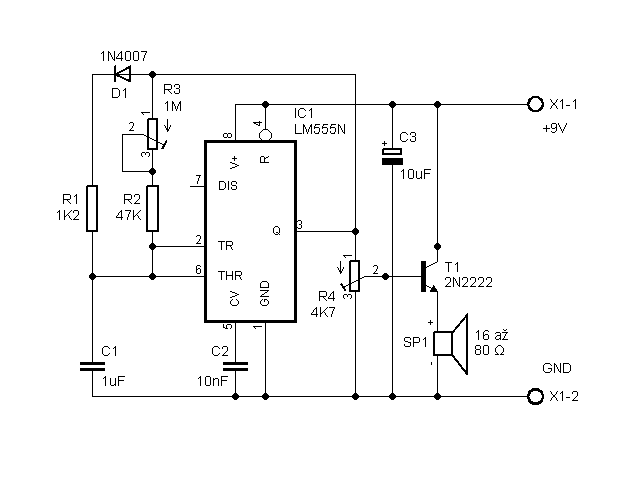 1N4007
D1
R3
1M
1
2
3
IC1
LM555N
8
4
V+
R
X1-1
+9V
C3
+
10uF
7
DIS
R1
1K2
R2
47K
Q
3
2
TR
6
THR
CV
GND
5
1
R4
4K7
1
2
3
T1
2N2222
+
SP1
-
16 až
80 Ω
C1
1uF
C2
10nF
GND
X1-2